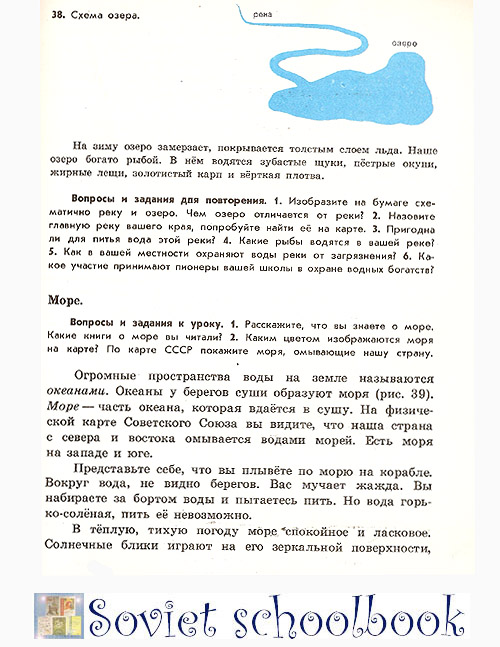 38. Схема озера.
река
озеро
На зиму озеро замерзает, покрывается толстым слоем льда. Наше
озеро богато рыбой. В нём водятся зубастые щуки, пёстрые окуни,
жирные лещи, золотистый карп и вёрткая плотва.
Вопросы и задания для повторения. 1. Изобразите на бумаге схе-
матично реку и озеро. Чем озеро отличается от реки? 2. Назовите
главную реку вашего края, попробуйте найти её на карте. 3. Пригодна
ли для питья вода этой реки? 4. Какие рыбы водятся в вашей реке?
5. Как в вашей местности охраняют воды реки от загрязнения? 6. Ка-
кое участие принимают пионеры вашей школы в охране водных богатств?
Море.
Вопросы и задания к уроку. 1. Расскажите, что вы знаете о море.
Какие книги о море вы читали? 2. Каким цветом изображаются моря
на карте? По карте СССР покажите моря, омывающие нашу страну.
Огромные пространства воды на земле называются
океанами. Океаны у берегов суши образуют моря (рис. 39).
Море — часть океана, которая вдаётся в сушу. На физиче-
ской карте Советского Союза вы видите, что наша страна
с севера и востока омывается водами морей. Есть моря
на западе и юге.
Представьте себе, что вы плывёте по морю на корабле.
Вокруг вода, не видно берегов. Вас мучает жажда. Вы
набираете за бортом воды и пытаетесь пить. Но вода горь-
ко-солёная, пить её невозможно.
В тёплую, тихую погоду море спокойное и ласковое.
Солнечные блики играют на его зеркальной поверхности,
Soviet schoolbook